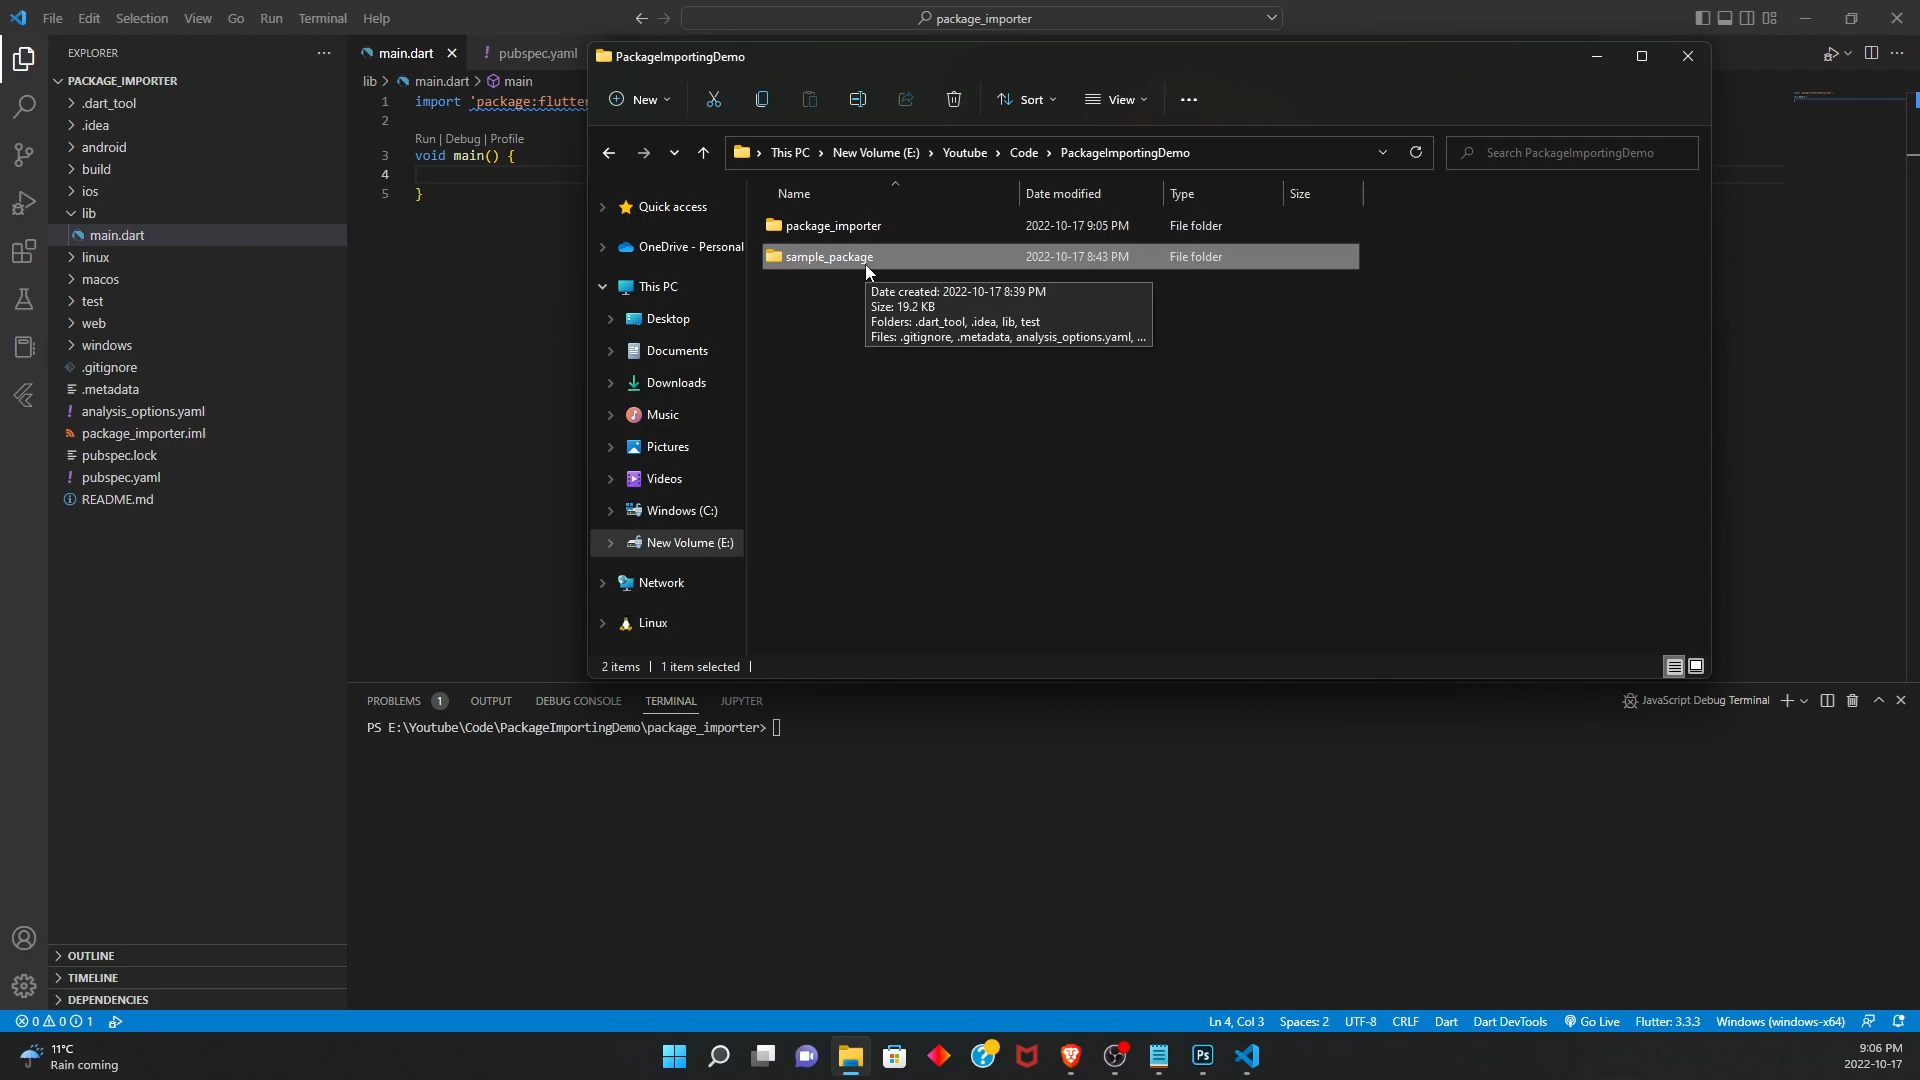 File Edit Selection View Go Run Terminal Help
package_importer
EXPLORER
PACKAGE_IMPORTER
.dart_tool
.idea
android
build
ios
lib
main.dart
linux
macos
test
web
windows
.gitignore
.metadata
! analysis_options.yaml
package_importer.iml
pubspec.lock
! pubspec.yaml
README.md
OUTLINE
TIMELINE
DEPENDENCIES
main.dart
! pubspec.yaml
lib > main.dart > main
1 import 'package:flutter
2
Run | Debug | Profile
3 void main() {
4
5 }
PackageImportingDemo
New
Sort
View
This PC > New Volume (E:) > Youtube > Code > PackageImportingDemo
Search PackageImportingDemo
Quick access
OneDrive - Personal
This PC
Desktop
Documents
Downloads
Music
Pictures
Videos
Windows (C:)
New Volume (E:)
Network
Linux
Name Date modified Type Size
package_importer 2022-10-17 9:05 PM File folder
sample_package 2022-10-17 8:43 PM File folder
Date created: 2022-10-17 8:39 PM
Size: 19.2 KB
Folders: .dart_tool, .idea, lib, test
Files: .gitignore, .metadata, analysis_options.yaml, ...
2 items | 1 item selected |
PROBLEMS 1 OUTPUT DEBUG CONSOLE TERMINAL JUPYTER
JavaScript Debug Terminal
PS E:\Youtube\Code\PackageImportingDemo\package_importer>
0 0 1
Ln 4, Col 3 Spaces: 2 UTF-8 CRLF Dart Dart DevTools Go Live Flutter: 3.3.3 Windows (windows-x64)
11°C
Rain coming
Ps
9:06 PM
2022-10-17